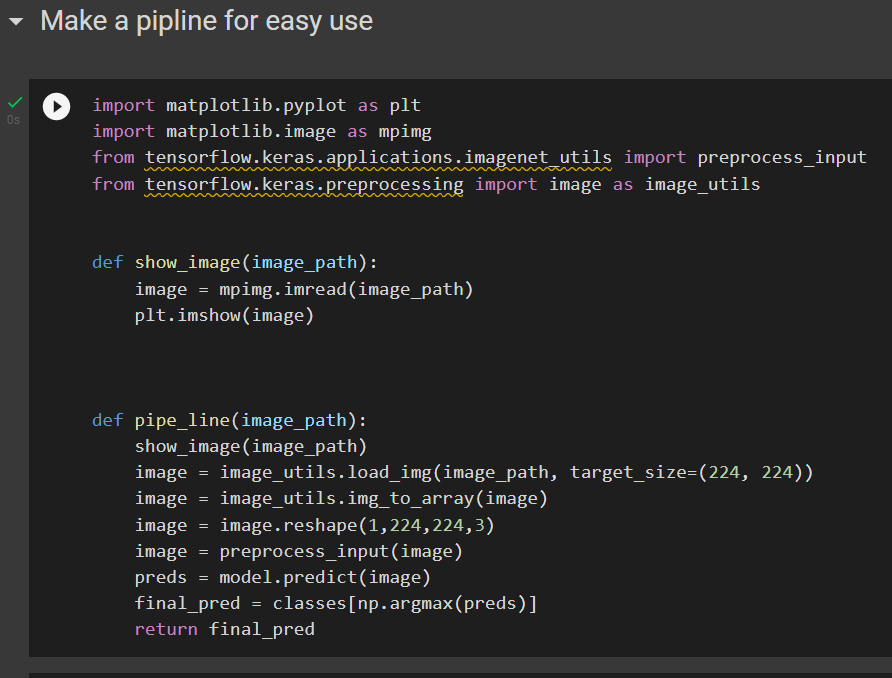 Make a pipline for easy use
import matplotlib.pyplot as plt
import matplotlib.image as mpimg
from tensorflow.keras.applications.imagenet_utils import preprocess_input
from tensorflow.keras.preprocessing import image as image_utils
def show_image(image_path):
image = mpimg.imread(image_path)
plt.imshow(image)
def pipe_line(image_path):
show_image(image_path)
image = image_utils.load_img(image_path, target_size=(224, 224))
image = image_utils.img_to_array(image)
image = image.reshape(1,224,224,3)
image = preprocess_input(image)
preds = model.predict(image)
final_pred = classes[np.argmax(preds)]
return final_pred
0s